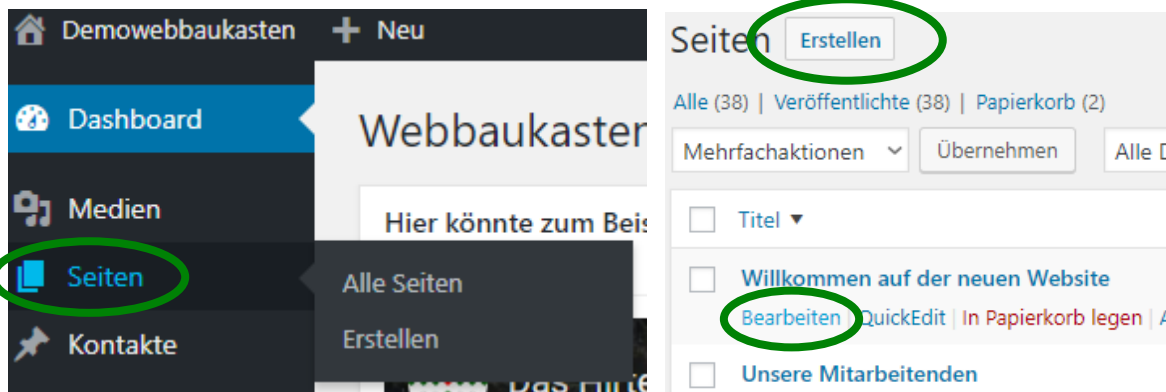 Demowebbaukasten + Neu
Dashboard
Webbaukasten
Medien
Hier könnte zum Beis
Seiten
Alle Seiten
Kontakte
Erstellen
Das Hirte
Seiten Erstellen
Alle (38) | Veröffentlichte (38) | Papierkorb (2)
Mehrfachaktionen Übernehmen Alle D
Titel ▼
Willkommen auf der neuen Website
Bearbeiten | QuickEdit | In Papierkorb legen | A
Unsere Mitarbeitenden